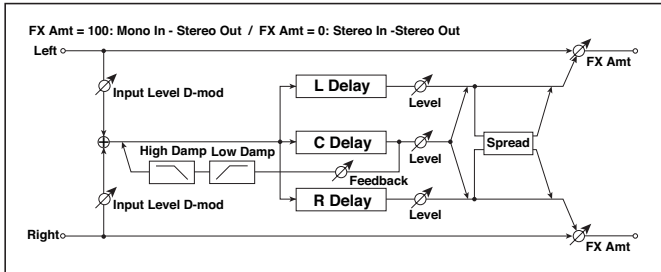 FX Amt = 100: Mono In - Stereo Out / FX Amt = 0: Stereo In -Stereo Out
Left
FX Amt
Input Level D-mod
L Delay
Level
High Damp
Low Damp
C Delay
Level
Spread
Feedback
Input Level D-mod
R Delay
Level
Right
FX Amt